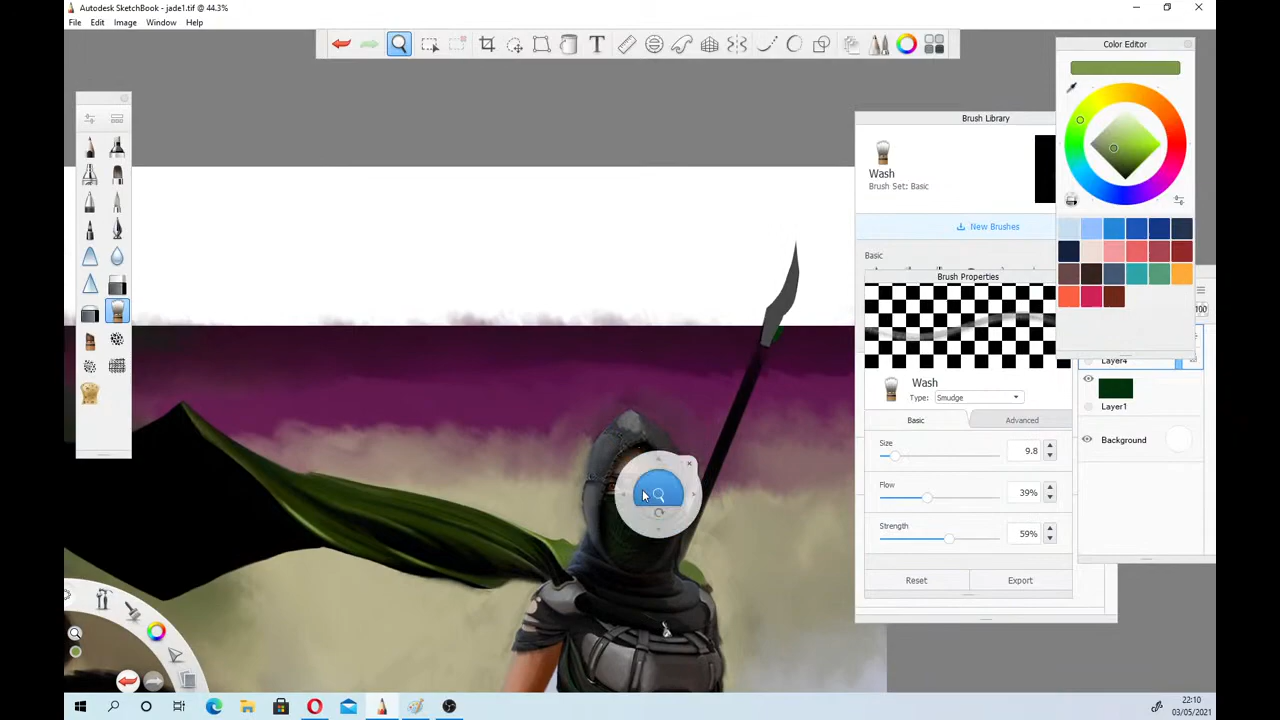 Autodesk SketchBook - jade1.tif @ 44.3%
File Edit Image Window Help
Color Editor
Brush Library
Wash
Brush Set: Basic
New Brushes
Basic
Brush Properties
100
Layer4
Wash
Type: Smudge
Layer1
Basic Advanced
Background
Size
9.8
Flow
39%
Strength
59%
Reset Export
22:10
03/05/2021